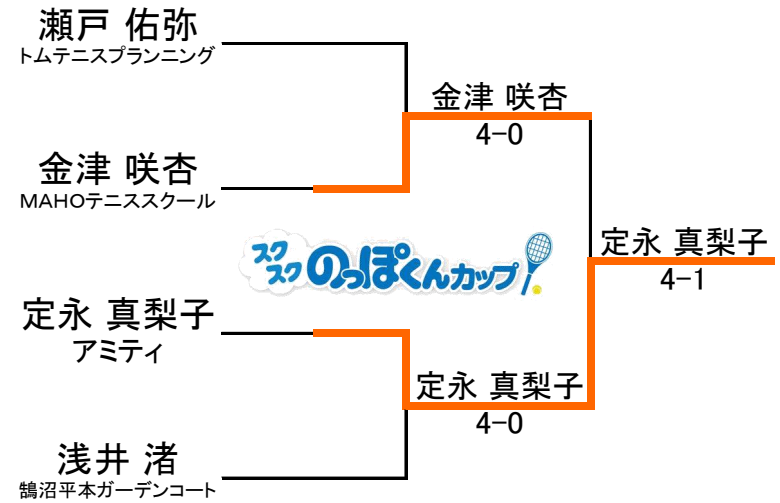 瀬戸 佑弥
トムテニスプランニング
金津 咲杏
4-0
金津 咲杏
MAHOテニススクール
スクスクのっぽくんカップ
定永 真梨子
4-1
定永 真梨子
アミティ
定永 真梨子
4-0
浅井 渚
鵠沼平本ガーデンコート